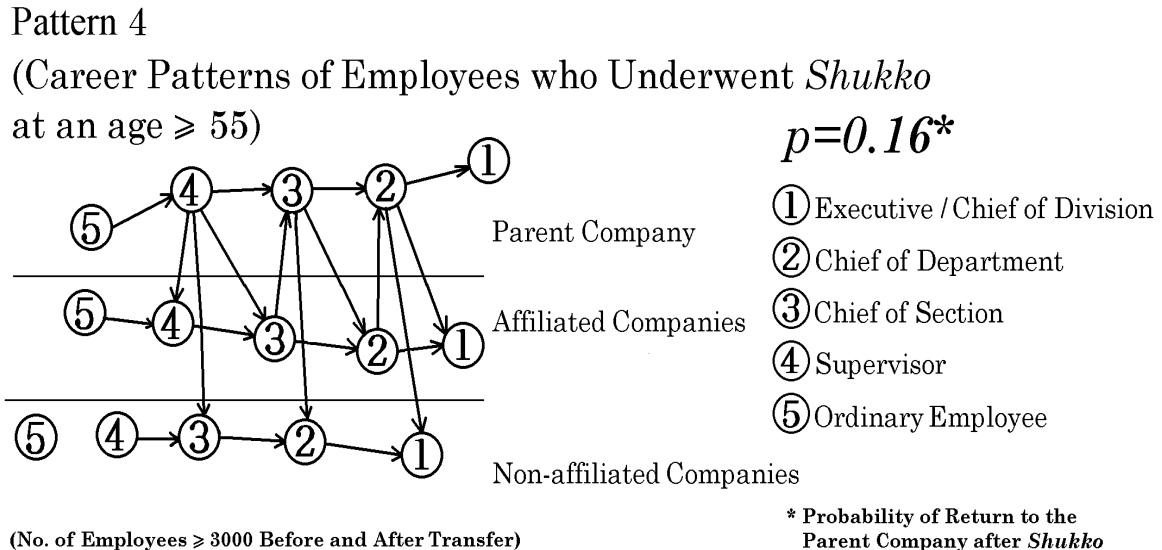 Pattern 4
(Career Patterns of Employees who Underwent Shukko
at an age ⩾ 55)
p=0.16*
① Executive / Chief of Division
② Chief of Department
③ Chief of Section
④ Supervisor
⑤ Ordinary Employee
⑤ ④ ③ ② ①
Parent Company
⑤ ④ ③ ② ①
Affiliated Companies
⑤ ④ ③ ② ①
Non-affiliated Companies
(No. of Employees ⩾ 3000 Before and After Transfer)
* Probability of Return to the
Parent Company after Shukko